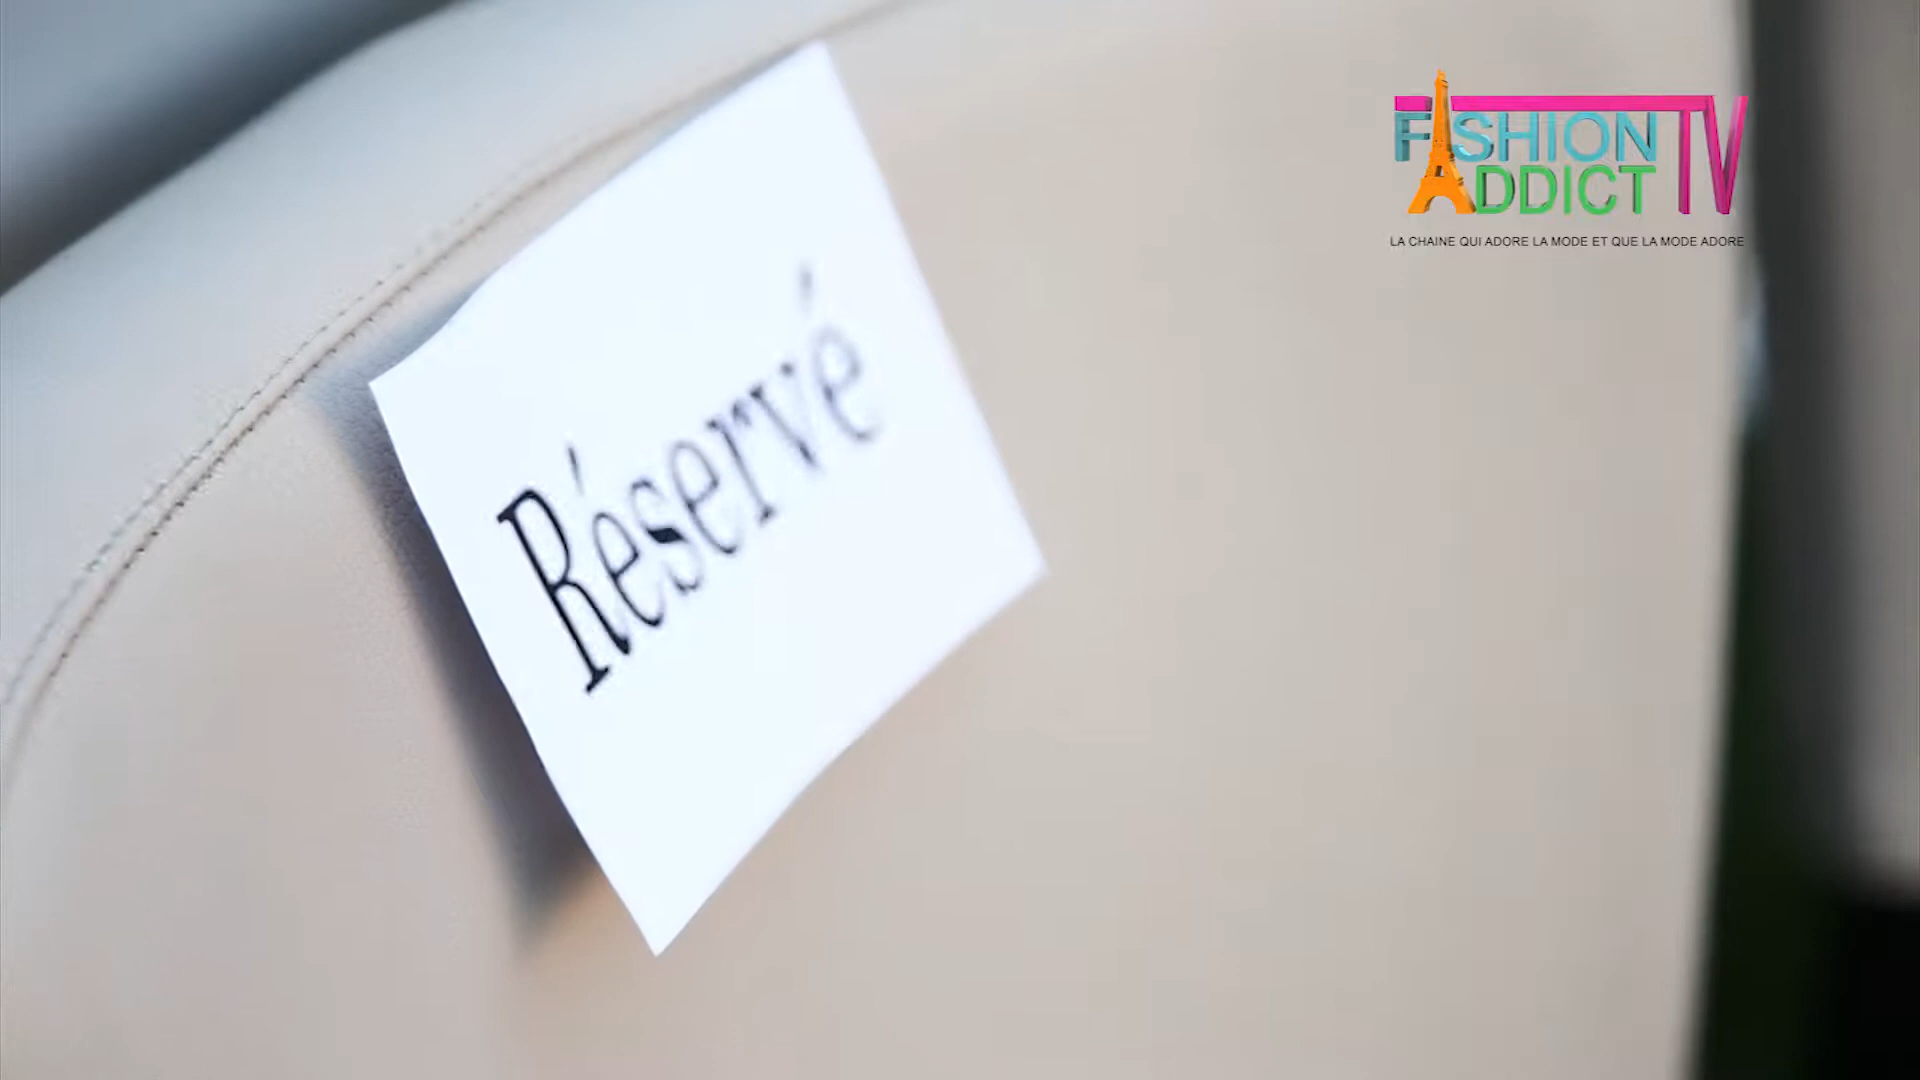 Réservé
FASHION TV
ADDICT
LA CHAINE QUI ADORE LA MODE ET QUE LA MODE ADORE